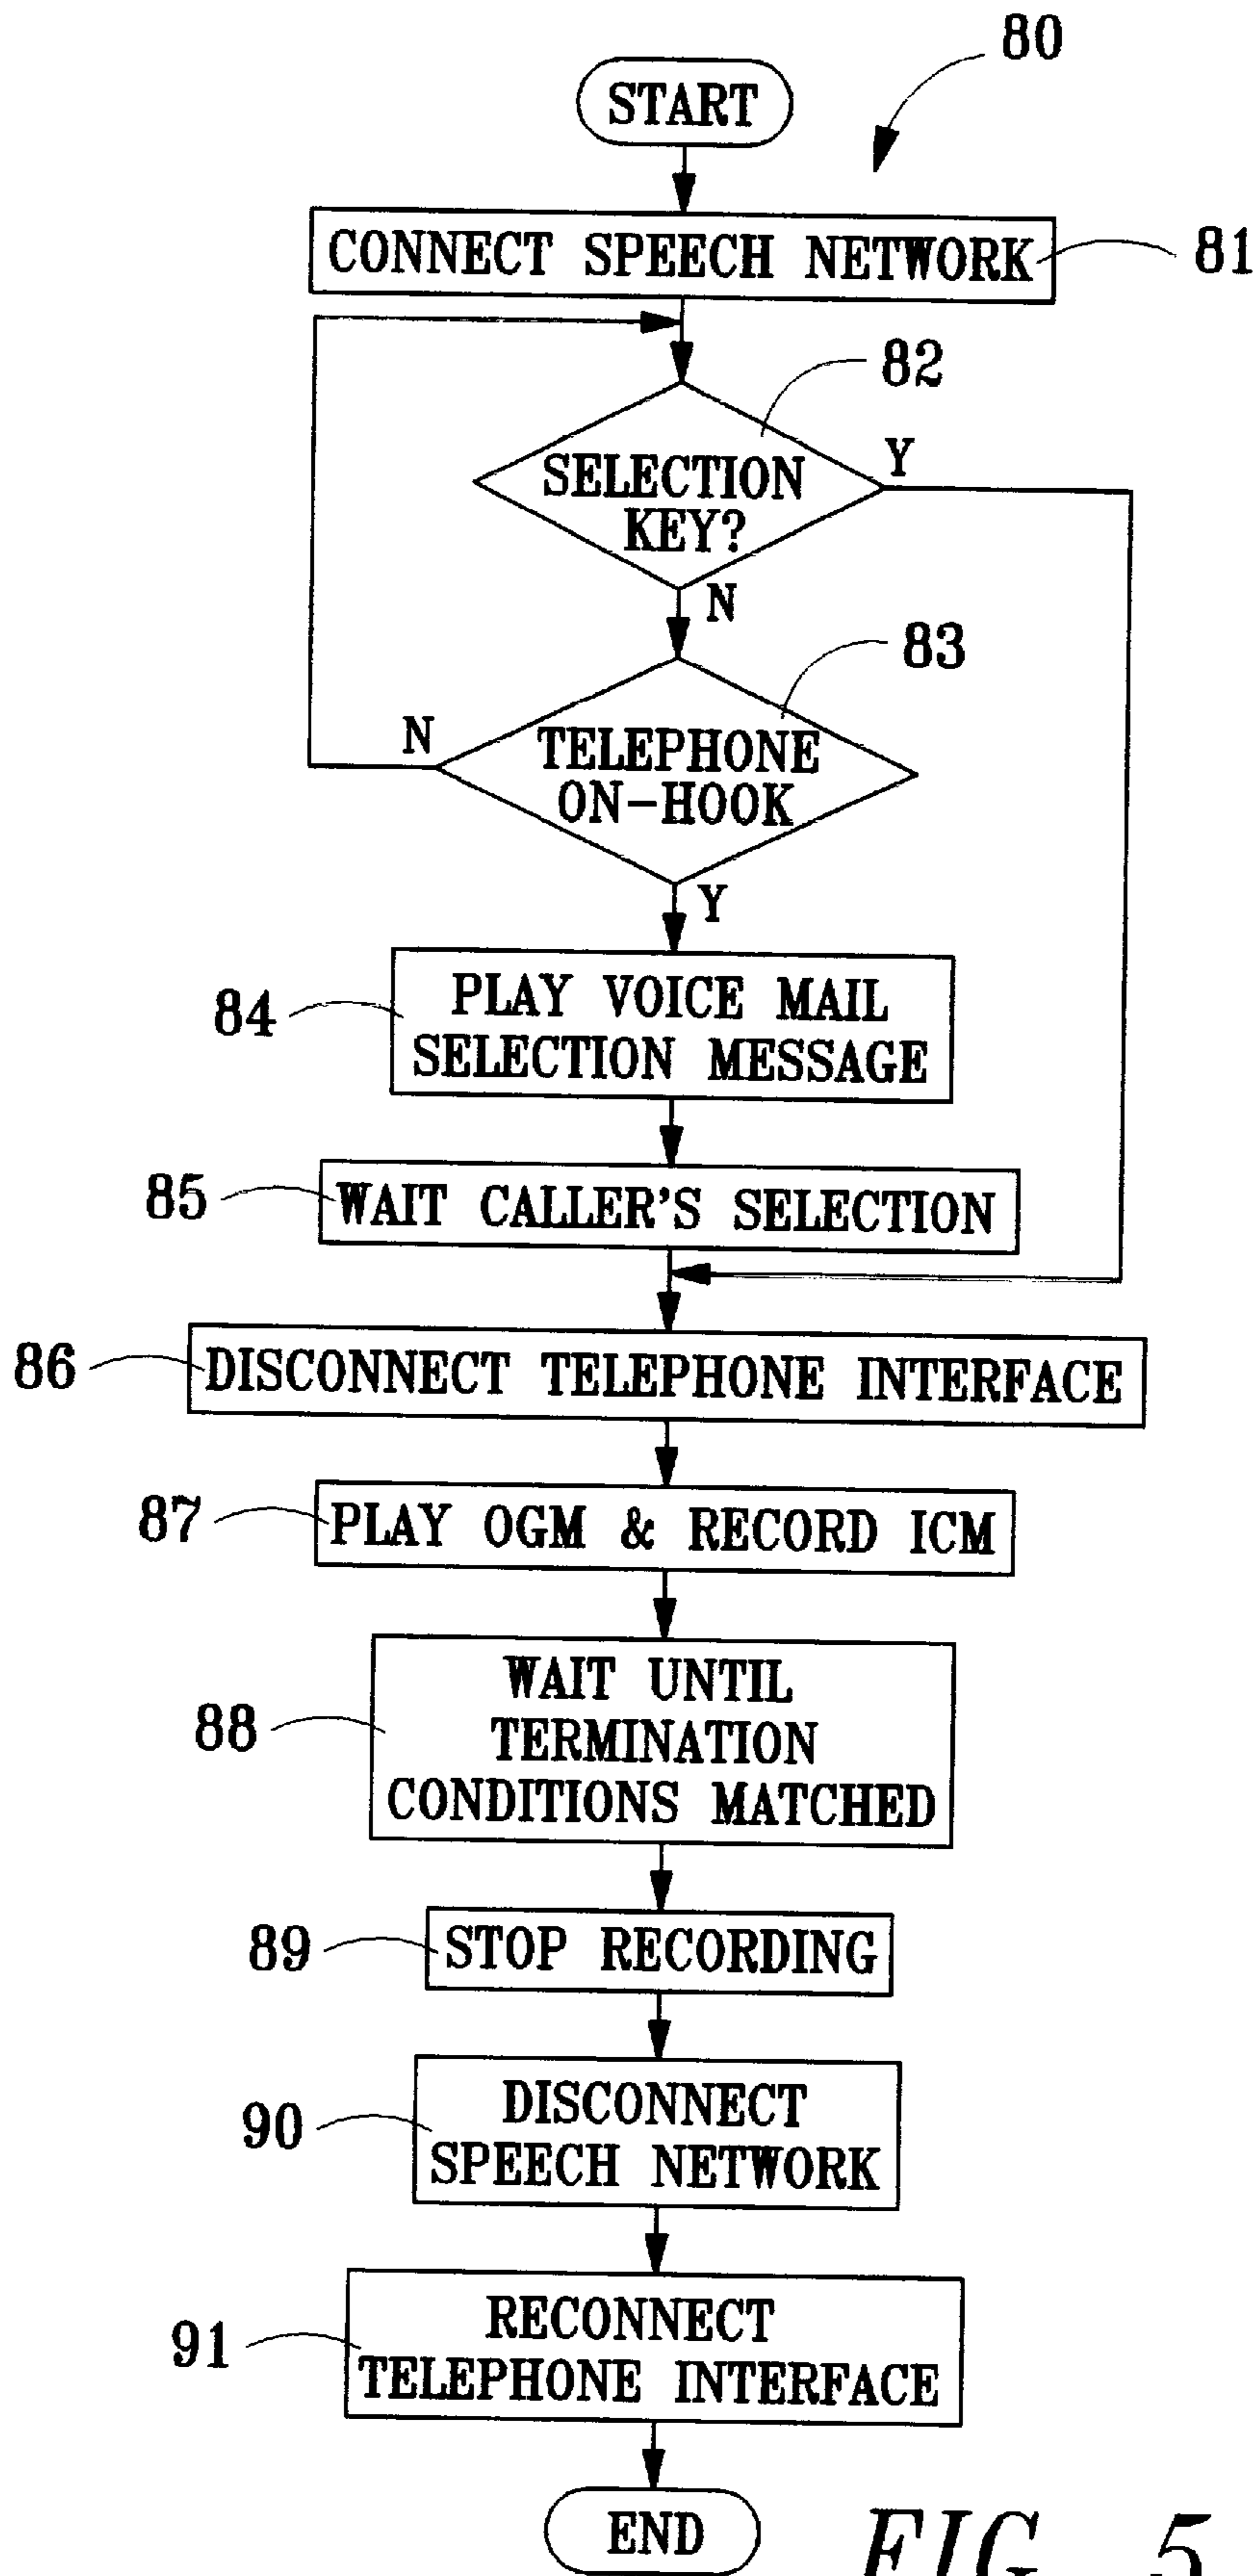 80
START
CONNECT SPEECH NETWORK
81
82
SELECTION
KEY?
Y
N
83
TELEPHONE
ON-HOOK
N
Y
84
PLAY VOICE MAIL
SELECTION MESSAGE
85
WAIT CALLER'S SELECTION
86
DISCONNECT TELEPHONE INTERFACE
87
PLAY OGM & RECORD ICM
88
WAIT UNTIL
TERMINATION
CONDITIONS MATCHED
89
STOP RECORDING
90
DISCONNECT
SPEECH NETWORK
91
RECONNECT
TELEPHONE INTERFACE
END
FIG. 5